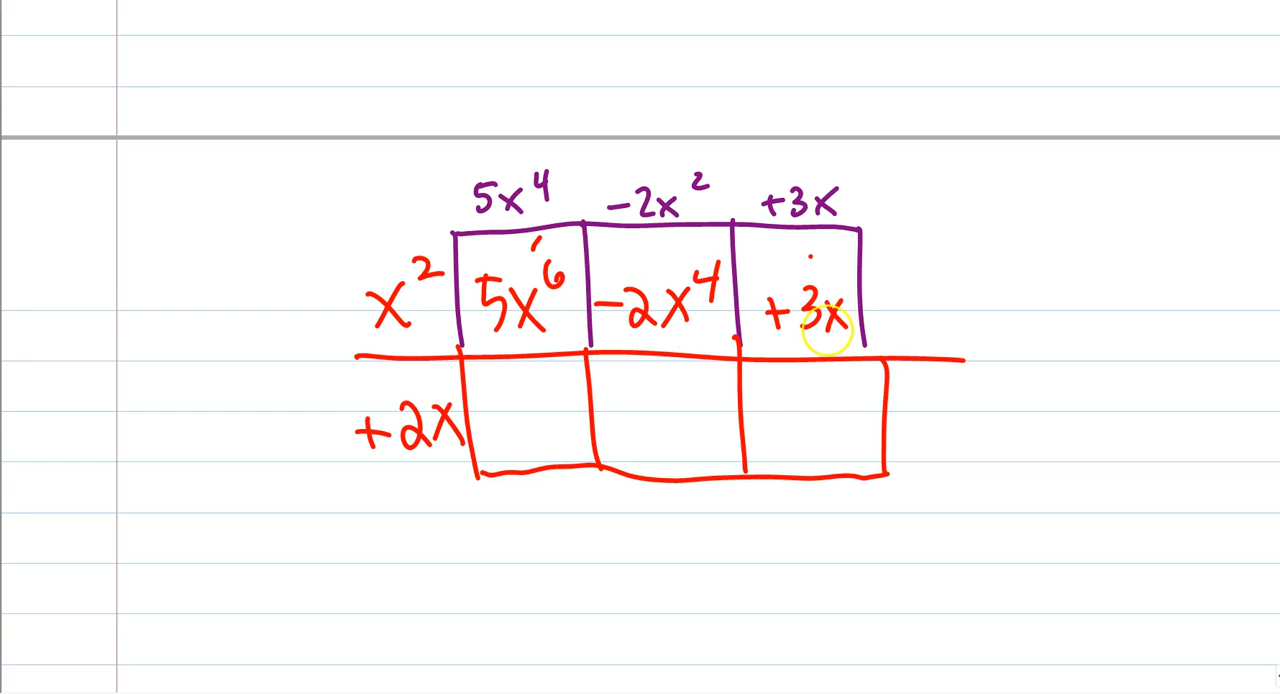 5x⁴ -2x² +3x
x² 5x⁶ -2x⁴ +3x
+2x